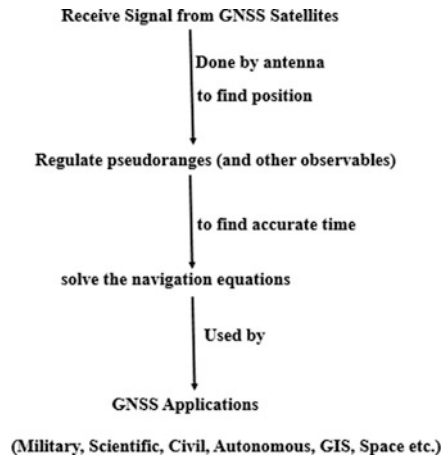 Receive Signal from GNSS Satellites
Done by antenna
to find position
Regulate pseudoranges (and other observables)
to find accurate time
solve the navigation equations
Used by
GNSS Applications
(Military, Scientific, Civil, Autonomous, GIS, Space etc.)